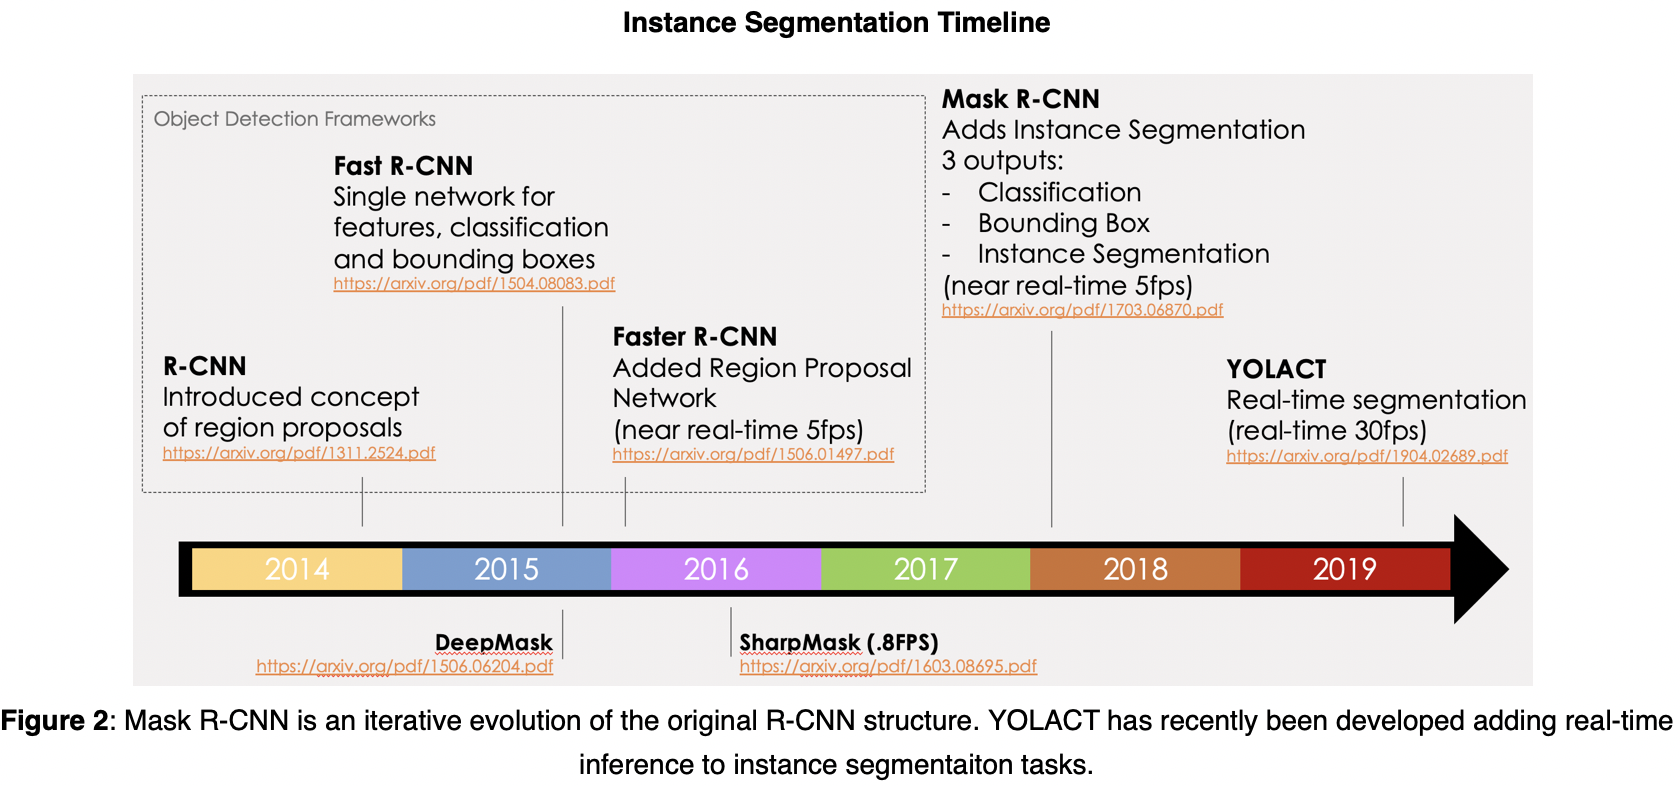 Instance Segmentation Timeline
Object Detection Frameworks
Fast R-CNN
Single network for
features, classification
and bounding boxes
https://arxiv.org/pdf/1504.08083.pdf
R-CNN
Introduced concept
of region proposals
https://arxiv.org/pdf/1311.2524.pdf
Faster R-CNN
Added Region Proposal
Network
(near real-time 5fps)
https://arxiv.org/pdf/1506.01497.pdf
Mask R-CNN
Adds Instance Segmentation
3 outputs:
- Classification
- Bounding Box
- Instance Segmentation
(near real-time 5fps)
https://arxiv.org/pdf/1703.06870.pdf
YOLACT
Real-time segmentation
(real-time 30fps)
https://arxiv.org/pdf/1904.02689.pdf
2014 2015 2016 2017 2018 2019
DeepMask
https://arxiv.org/pdf/1506.06204.pdf
SharpMask (.8FPS)
https://arxiv.org/pdf/1603.08695.pdf
Figure 2: Mask R-CNN is an iterative evolution of the original R-CNN structure. YOLACT has recently been developed adding real-time
inference to instance segmentaiton tasks.